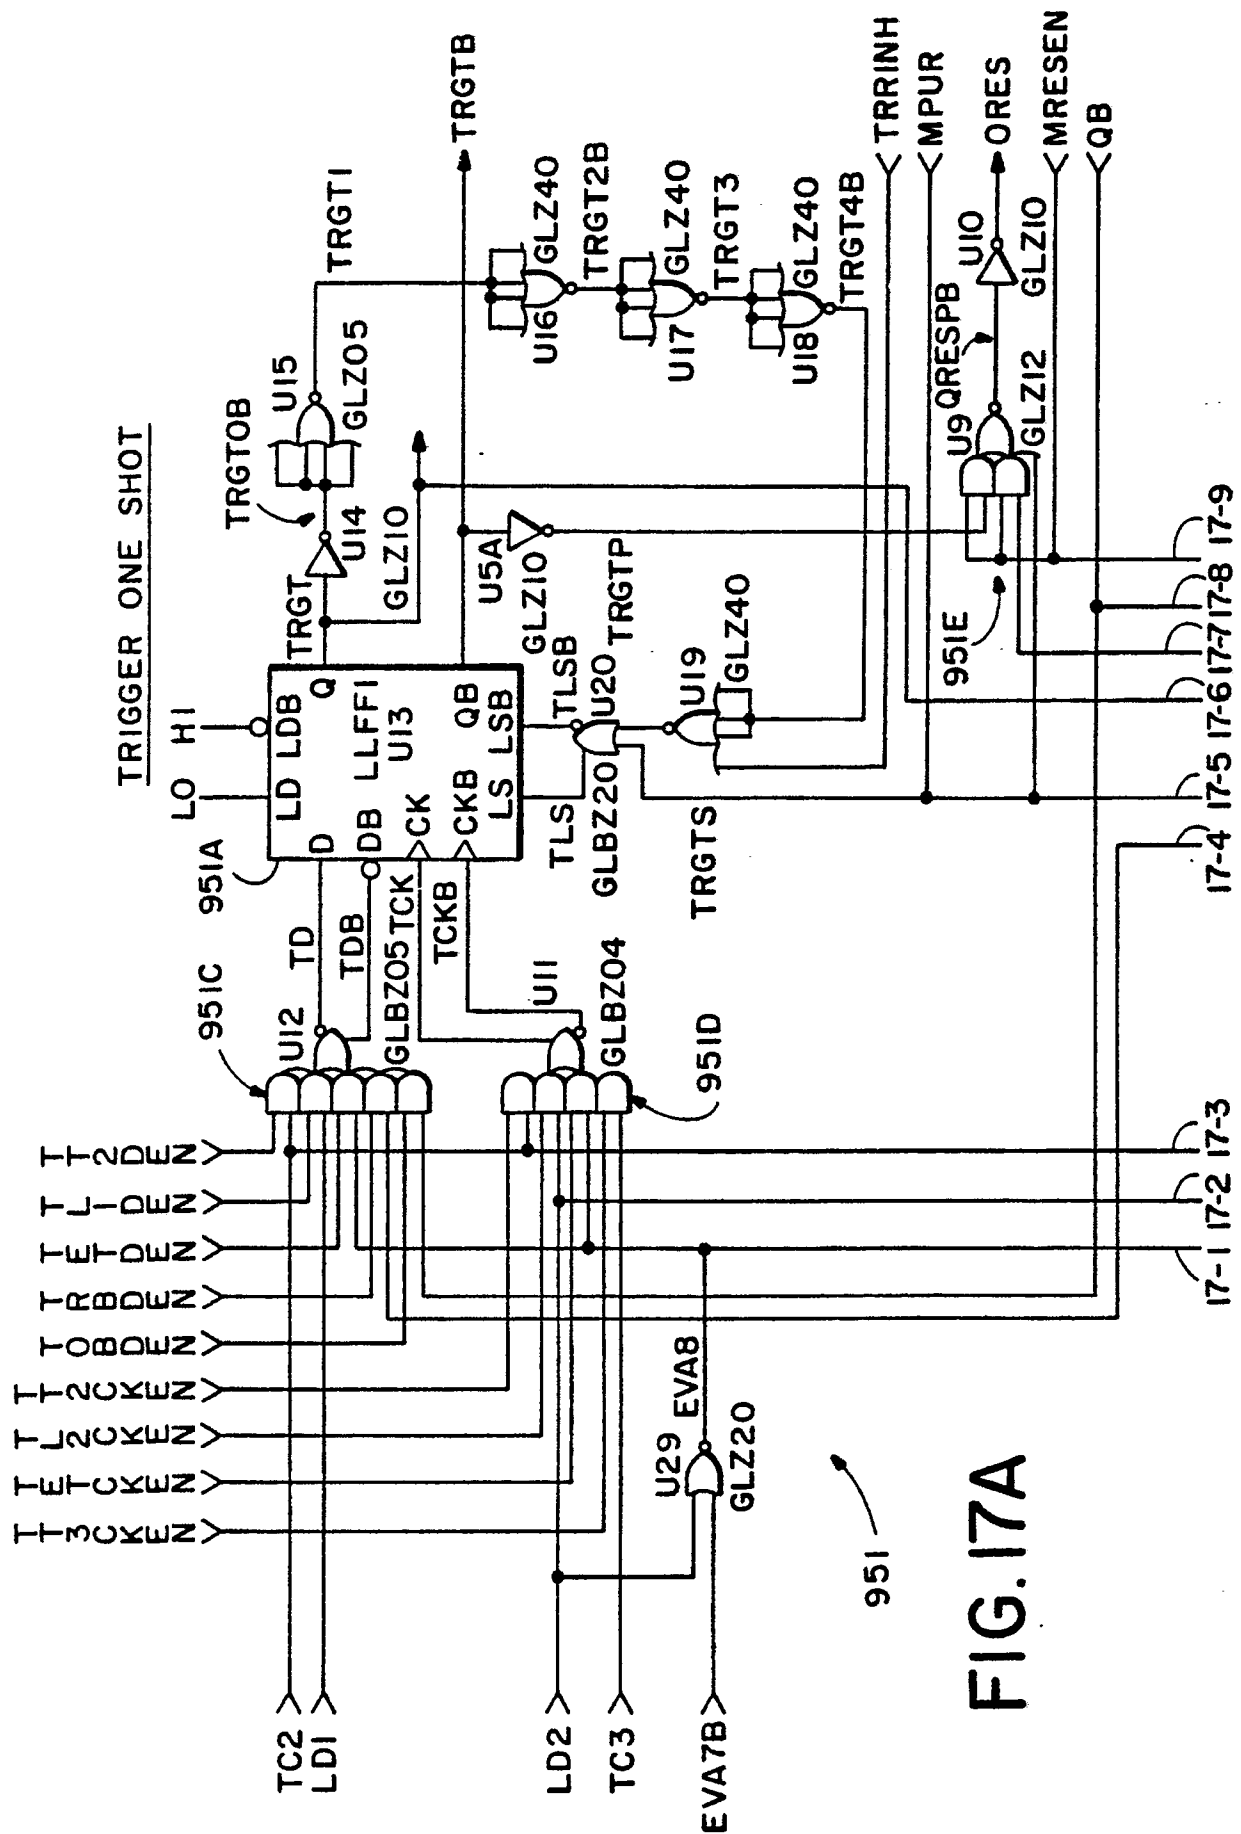 TRIGGER ONE SHOT
LO
HI
951A
951C
TD
TDB
U12
GLBZ05
TCK
TCKB
U11
GLBZ04
951D
D
DB
CK
CKB
LD
LDB
LLFF1
U13
Q
QB
LS
LSB
TRGT
TRGT0B
U14
GLZ10
U15
GLZ05
TRGT1
TRGTB
U5A
GLZ10
U16
GLZ40
TRGT2B
U17
GLZ40
TRGT3
U18
GLZ40
TRGT4B
TLS
TLSB
U20
GLBZ20
TRGTP
TRGTS
U19
GLZ40
TRRINH
MPUR
ORES
MRESEN
QB
U10
GLZ10
QRESPB
U9
GLZ12
951E
TT2DEN
TL1DEN
TETDEN
TRBDEN
TOBDEN
TT2CKEN
TL2CKEN
TETCKEN
TT3CKEN
TC2
LD1
LD2
TC3
EVA7B
U29
GLZ20
EVA8
951
17-1
17-2
17-3
17-4
17-5
17-6
17-7
17-8
17-9
FIG. 17A